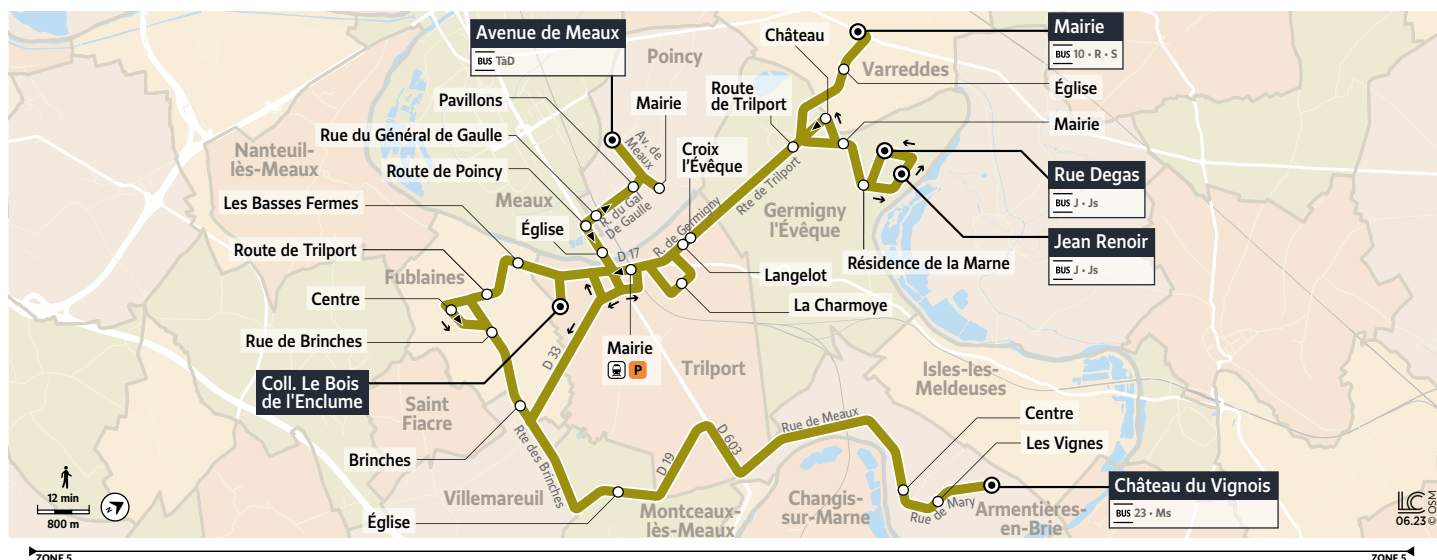 Avenue de Meaux
BUS TàD
Poincy
Château
Mairie
BUS 10 • R • S
Varreddes
Église
Mairie
Pavillons
Mairie
Route
de Trilport
Rue du Général de Gaulle
Av. de
Meaux
Croix
l'Évêque
Nanteuil
lès-Meaux
Route de Poincy
Meaux
R. du Gal
De Gaulle
Rte de Trilport
Rue Degas
BUS J • Js
Les Basses Fermes
Église
R. de Germigny
Germigny
l'Évêque
Jean Renoir
BUS J • Js
Route de Trilport
D 17
Fublaines
Langelot
Résidence de la Marne
Centre
La Charmoye
Rue de Brinches
D 33
Mairie
P
Trilport
Coll. Le Bois
de l'Enclume
Isles-les
Meldeuses
Saint
Fiacre
Rte des Brinches
Brinches
D 19
D 603
Rue de Meaux
Centre
Les Vignes
12 min
800 m
Villemareuil
Église
Montceaux
lès-Meaux
Changis
sur-Marne
Rue de Mary
Armentières
en-Brie
Château du Vignois
BUS 23 • Ms
LC
06.23 © OSM
ZONE 5
ZONE 5